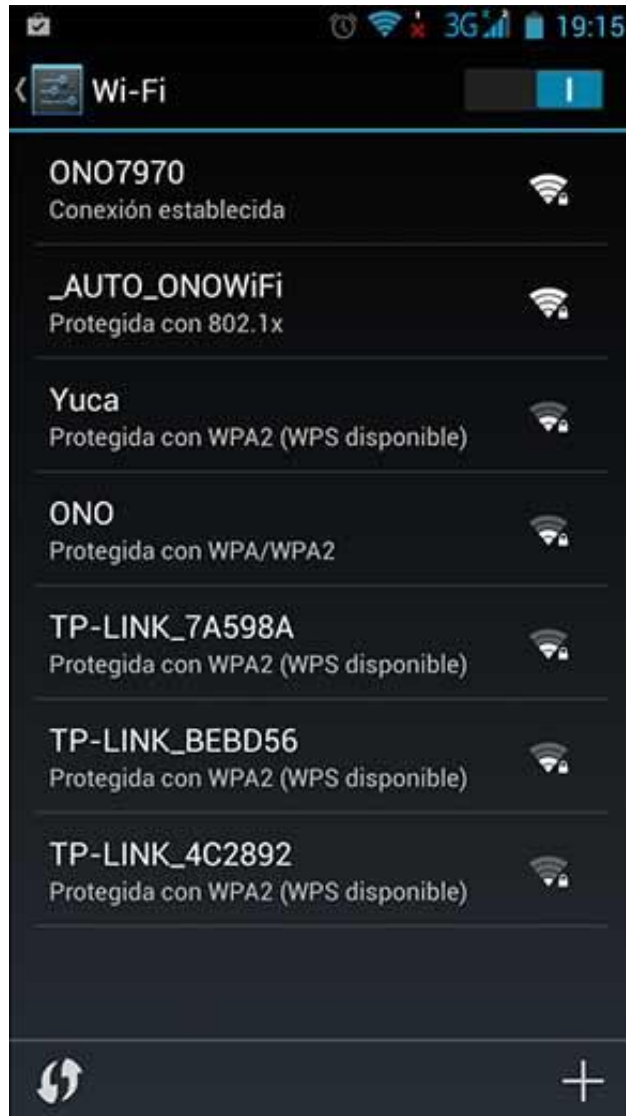 3G 19:15
Wi-Fi
ONO7970
Conexión establecida
_AUTO_ONOWiFi
Protegida con 802.1x
Yuca
Protegida con WPA2 (WPS disponible)
ONO
Protegida con WPA/WPA2
TP-LINK_7A598A
Protegida con WPA2 (WPS disponible)
TP-LINK_BEBD56
Protegida con WPA2 (WPS disponible)
TP-LINK_4C2892
Protegida con WPA2 (WPS disponible)